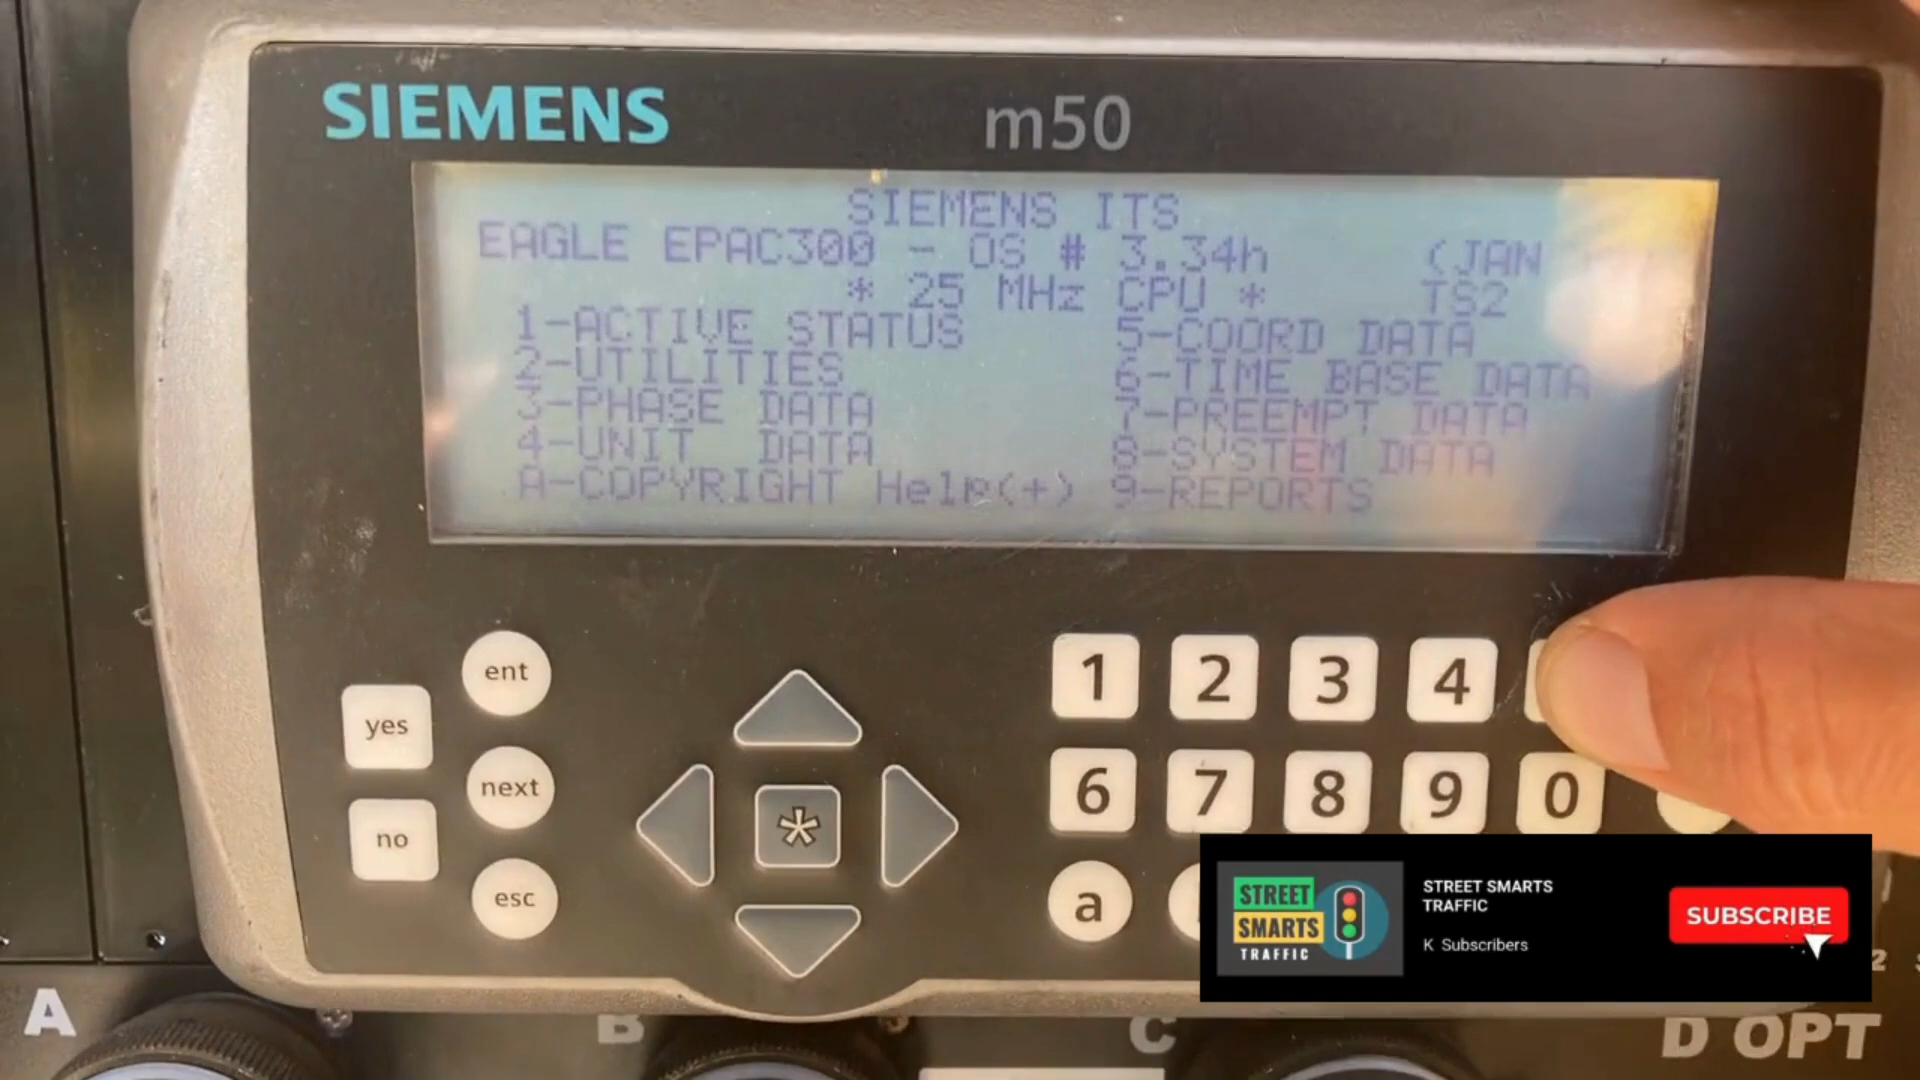 SIEMENS
m50
SIEMENS ITS
EAGLE EPAC300 - OS # 3.34h (JAN
* 25 MHz CPU * TS2
1-ACTIVE STATUS 5-COORD DATA
2-UTILITIES 6-TIME BASE DATA
3-PHASE DATA 7-PREEMPT DATA
4-UNIT DATA 8-SYSTEM DATA
A-COPYRIGHT Help(+) 9-REPORTS
ent
yes
next
no
esc
*
1 2 3 4
6 7 8 9 0
a
STREET
SMARTS
TRAFFIC
STREET SMARTS
TRAFFIC
K Subscribers
SUBSCRIBE
2
A B C D OPT